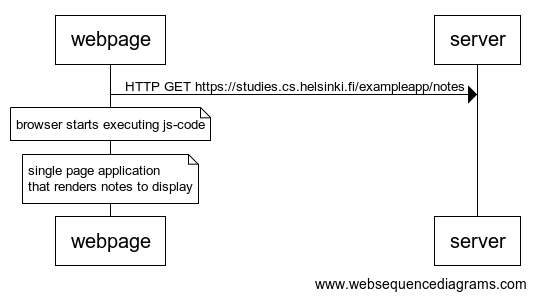 webpage
server
HTTP GET https://studies.cs.helsinki.fi/exampleapp/notes
browser starts executing js-code
single page application
that renders notes to display
webpage
server
www.websequencediagrams.com